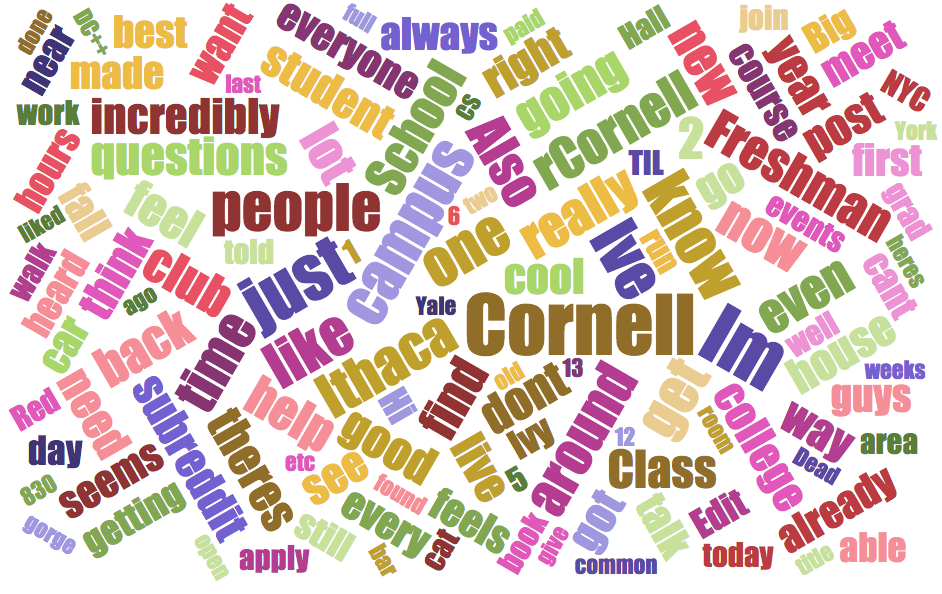 done
DC++
near
best
made
want
last
everyone
full
always
paid
right
Hall
join
Big
meet
new
course
year
NYC
work
incredibly
student
school
cs
going
post
York
questions
lot
Also
rCornell
2
Freshman
first
hours
TIL
liked
fall
feel
people
campus
6
two
really
know
go
now
events
grad
told
1
one
Ive
run
heres
walk
heard
think
club
just
cool
even
cant
ago
car
back
time
like
Yale
Cornell
Im
well
house
weeks
Ithaca
find
old
dont
13
get
guys
Red
need
subreddit
help
Hi
Ivy
around
room
college
way
area
day
seems
theres
good
live
12
Class
Dead
830
etc
see
found
5
already
gorge
getting
every
feels
book
got
talk
Edit
open
apply
still
bar
cat
give
common
today
title
able